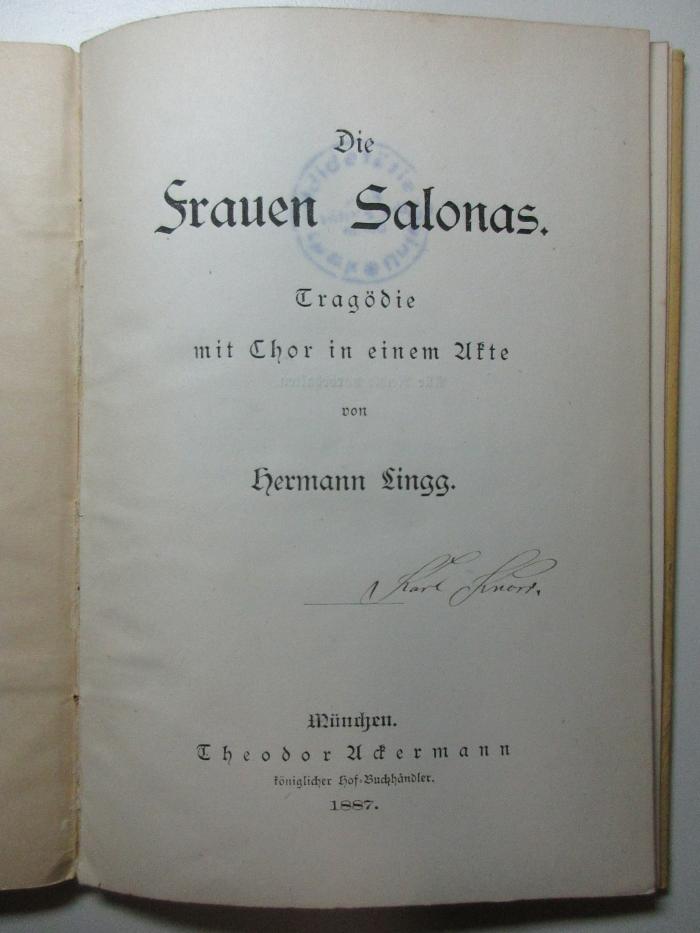 Die
Frauen Salonas.
Tragödie
mit Chor in einem Akte
von
Hermann Lingg.
Karl Knorr.
München.
Theodor Ackermann
königlicher Hof-Buchhändler.
1887.